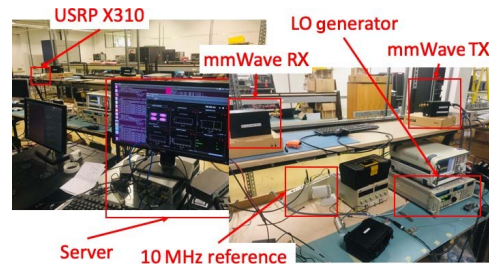 USRP X310
LO generator
mmWave RX
mmWave TX
Server
10 MHz reference